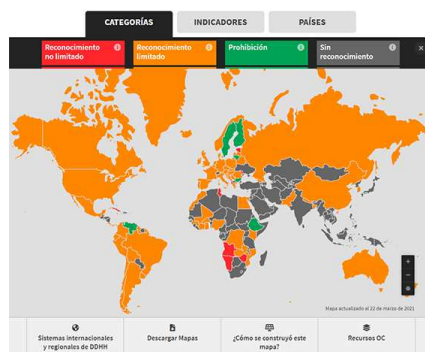 CATEGORÍAS
INDICADORES
PAÍSES
Reconocimiento
no limitado
Reconocimiento
limitado
Prohibición
Sin
reconocimiento
Mapa actualizado al 22 de marzo de 2021
Sistemas internacionales
y regionales de DDHH
Descargar Mapas
¿Cómo se construyó este
mapa?
Recursos OC